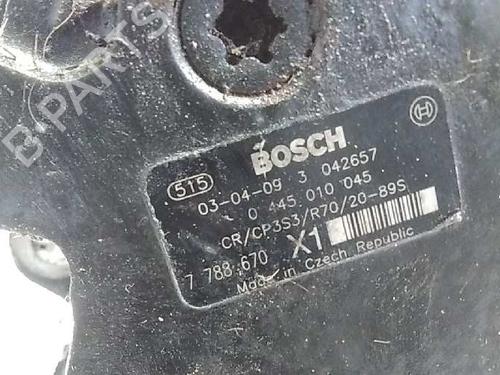 B-PARTS
BOSCH
515
03-04-09 3 042657
0 445 010 045
CR/CP3S3/R70/20-89S
7 788 670 X1
Made in Czech Republic